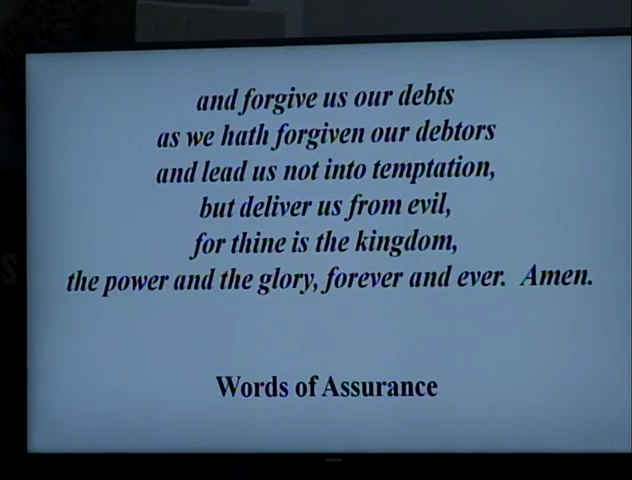 and forgive us our debts
as we hath forgiven our debtors
and lead us not into temptation,
but deliver us from evil,
for thine is the kingdom,
the power and the glory, forever and ever. Amen.
Words of Assurance